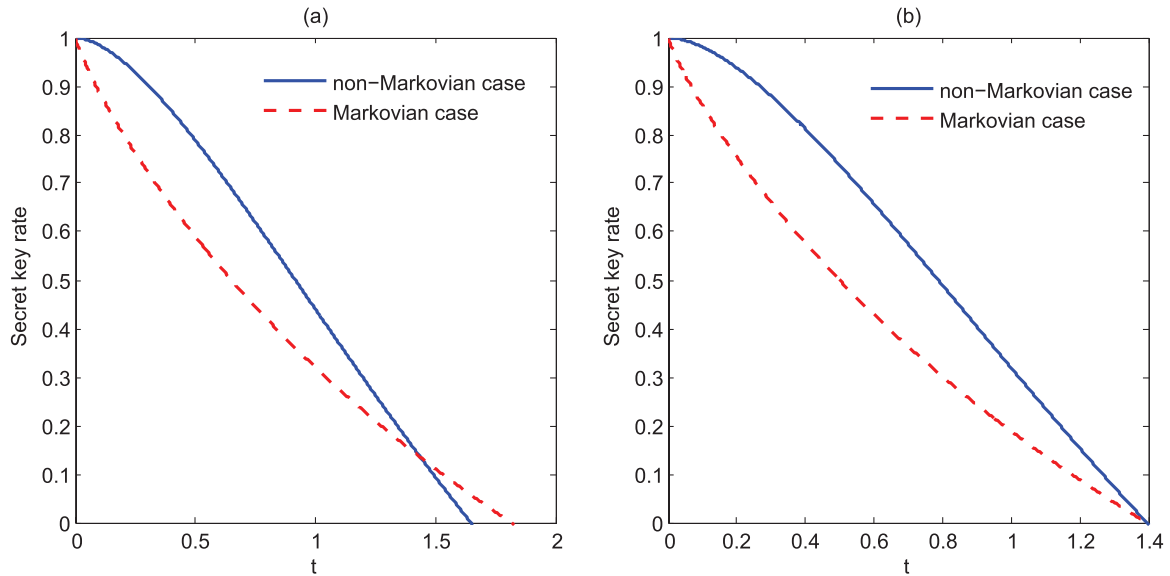 (a)
1
0.9
0.8
0.7
0.6
0.5
0.4
0.3
0.2
0.1
0
Secret key rate
non−Markovian case
Markovian case
0 0.5 1 1.5 2
t
(b)
1
0.9
0.8
0.7
0.6
0.5
0.4
0.3
0.2
0.1
0
Secret key rate
non−Markovian case
Markovian case
0 0.2 0.4 0.6 0.8 1 1.2 1.4
t